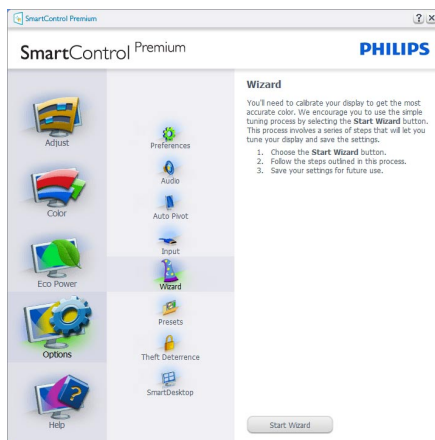 SmartControl Premium
? X
SmartControl Premium
PHILIPS
Adjust
Color
Eco Power
Options
Help
Preferences
Audio
Auto Pivot
Input
Wizard
Presets
Theft Deterrence
SmartDesktop
Wizard
You'll need to calibrate your display to get the most
accurate color. We encourage you to use the simple
tuning process by selecting the Start Wizard button.
This process involves a series of steps that will let you
tune your display and save the settings.
1. Choose the Start Wizard button.
2. Follow the steps outlined in this process.
3. Save your settings for future use.
Start Wizard